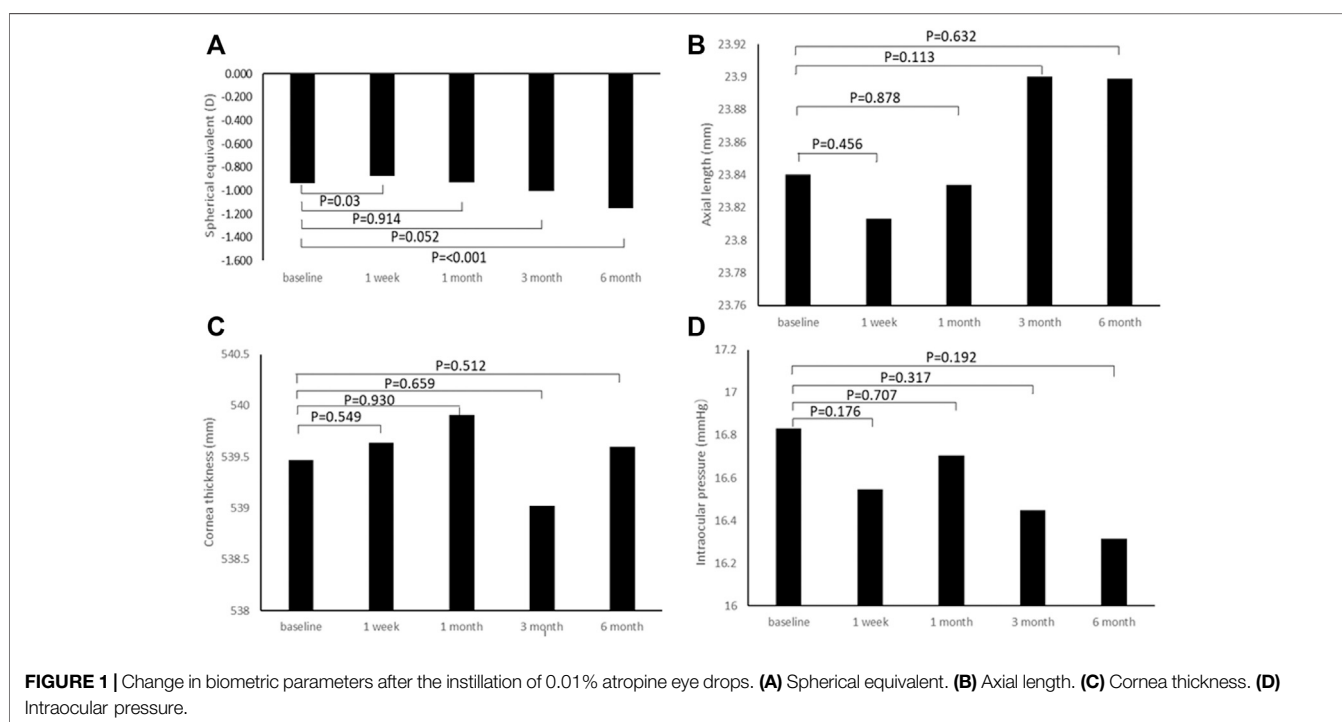 A
0.000
-0.200
-0.400
-0.600
-0.800
-1.000
-1.200
-1.400
-1.600
Spherical equivalent (D)
P=0.03
P=0.914
P=0.052
P=<0.001
baseline 1 week 1 month 3 month 6 month
B
23.92
23.9
23.88
23.86
23.84
23.82
23.8
23.78
23.76
Axial length (mm)
P=0.632
P=0.113
P=0.878
P=0.456
baseline 1 week 1 month 3 month 6 month
C
540.5
540
539.5
539
538.5
538
Cornea thickness (mm)
P=0.512
P=0.659
P=0.930
P=0.549
baseline 1 week 1 month 3 month 6 month
D
17.2
17
16.8
16.6
16.4
16.2
16
Intraocular pressure (mmHg)
P=0.192
P=0.317
P=0.707
P=0.176
baseline 1 week 1 month 3 month 6 month
FIGURE 1 | Change in biometric parameters after the instillation of 0.01% atropine eye drops. (A) Spherical equivalent. (B) Axial length. (C) Cornea thickness. (D)
Intraocular pressure.